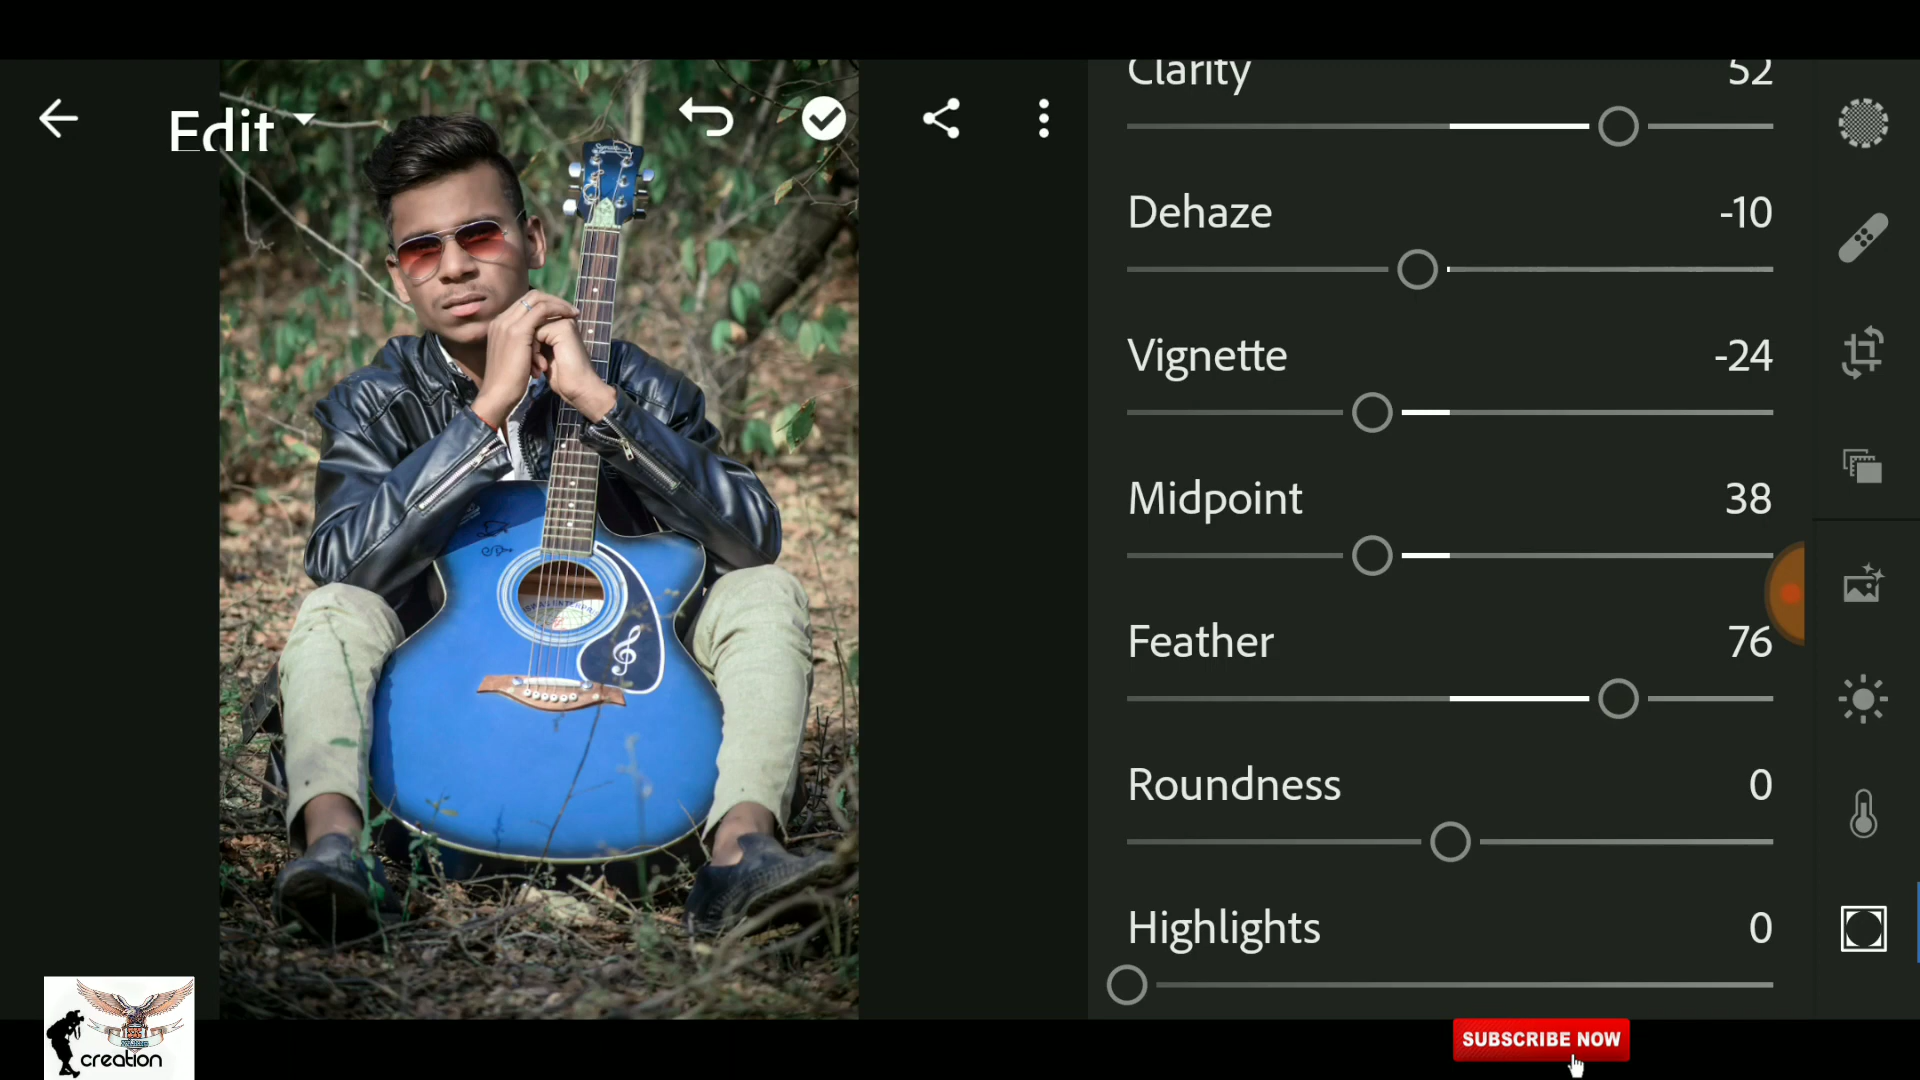 Edit
Clarity 52
Dehaze -10
Vignette -24
Midpoint 38
Feather 76
Roundness 0
Highlights 0
creation
SUBSCRIBE NOW